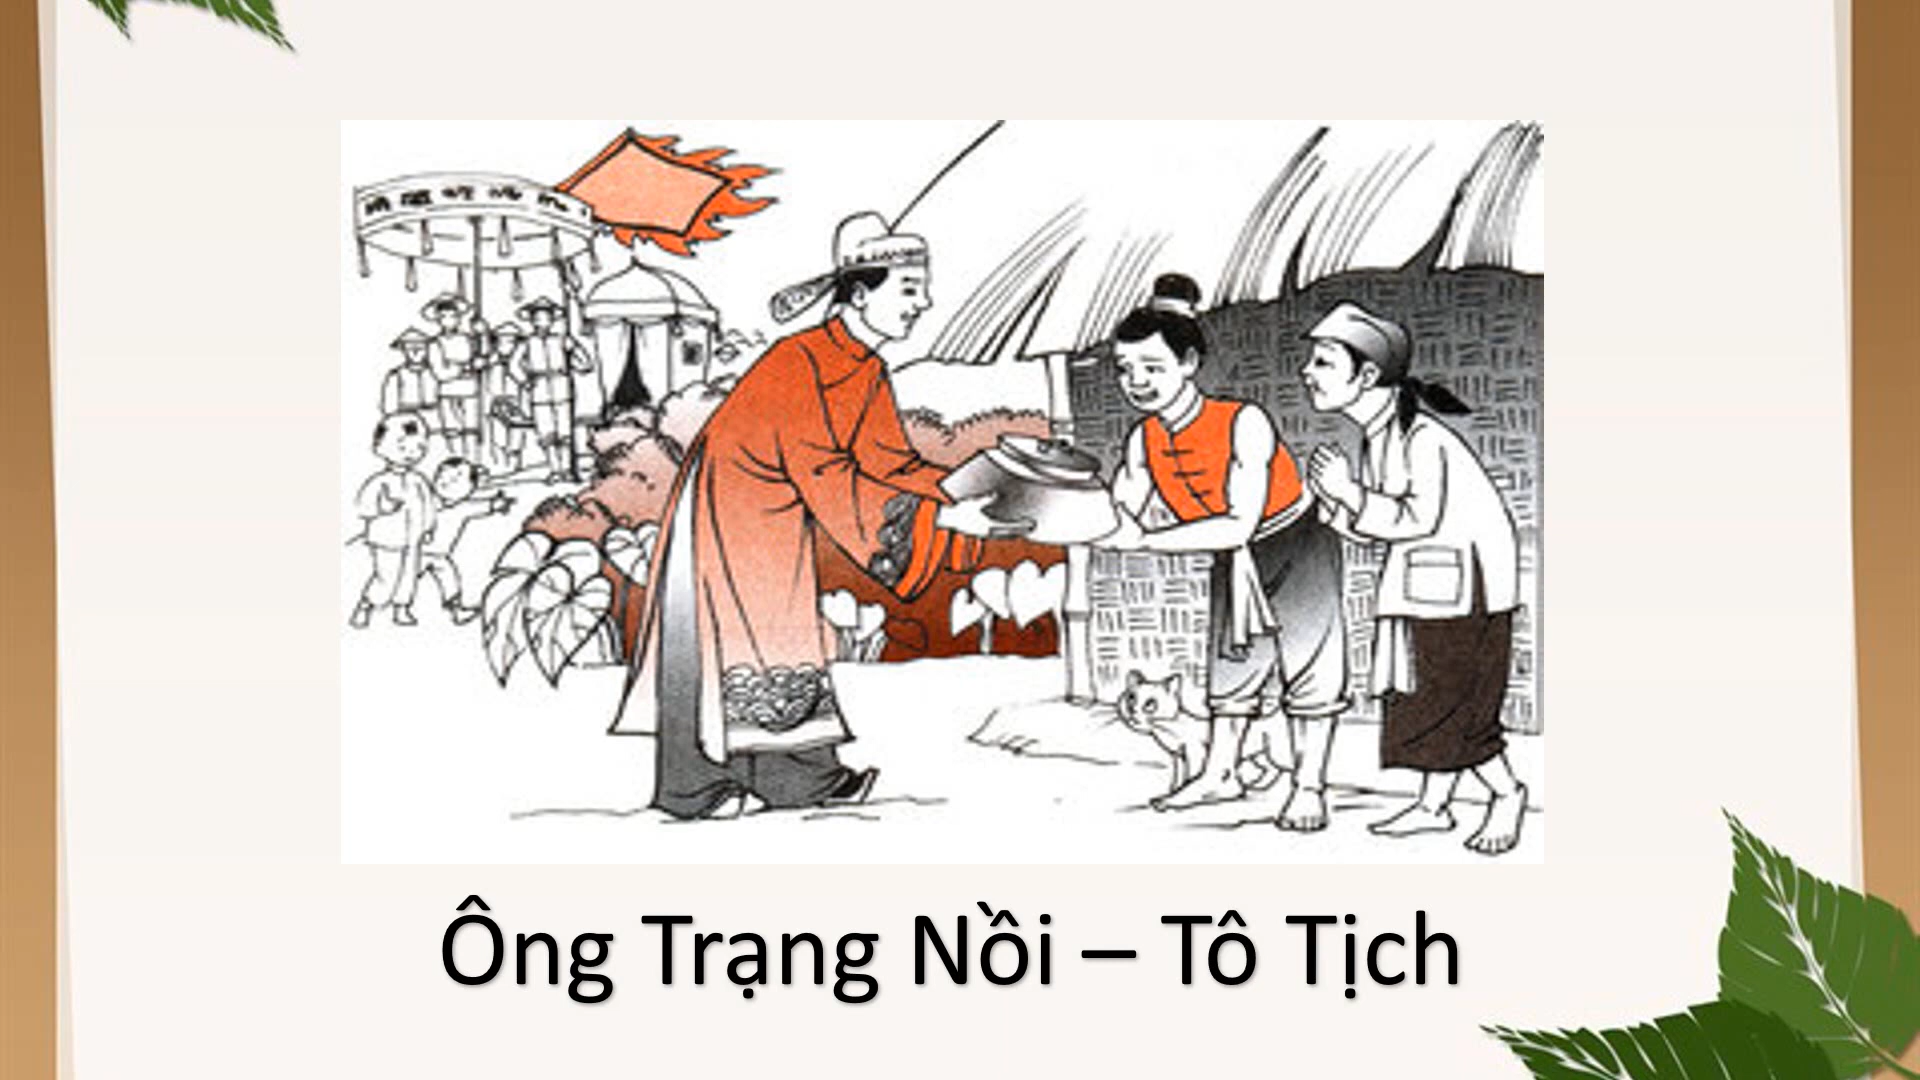 Ông Trạng Nồi – Tô Tịch